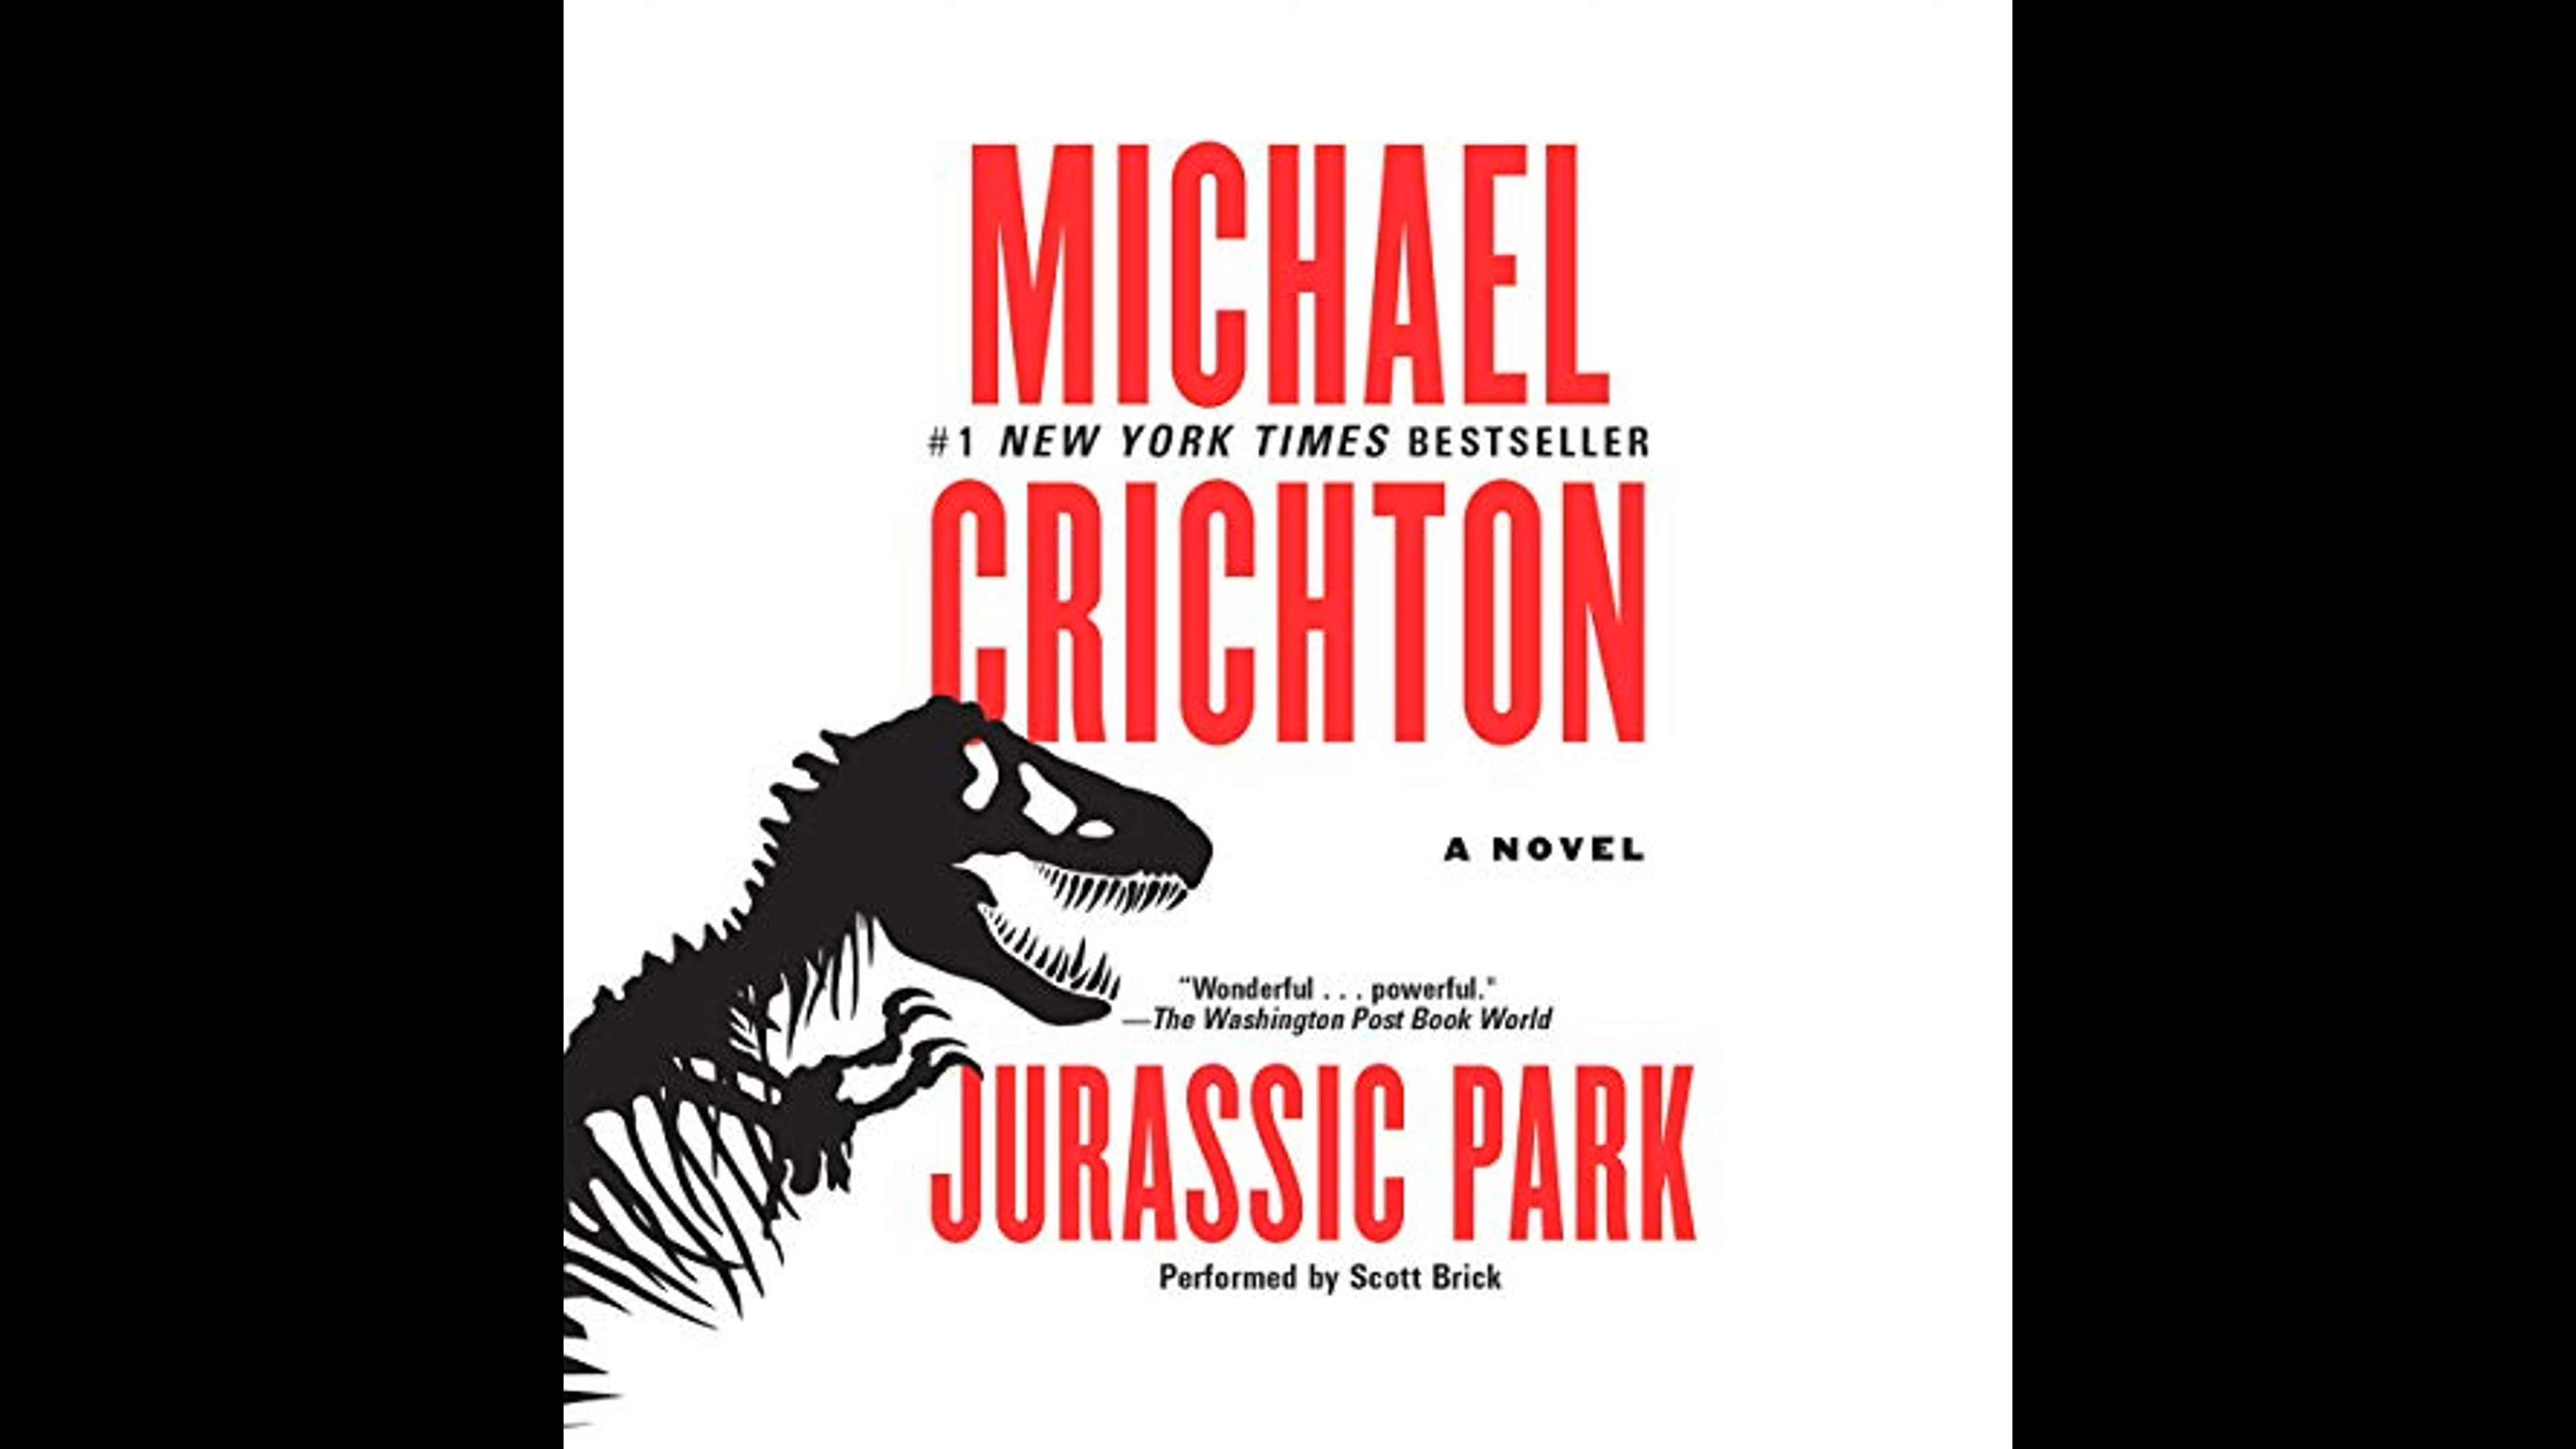 MICHAEL
#1 NEW YORK TIMES BESTSELLER
CRICHTON
A NOVEL
“Wonderful . . . powerful."
—The Washington Post Book World
JURASSIC PARK
Performed by Scott Brick